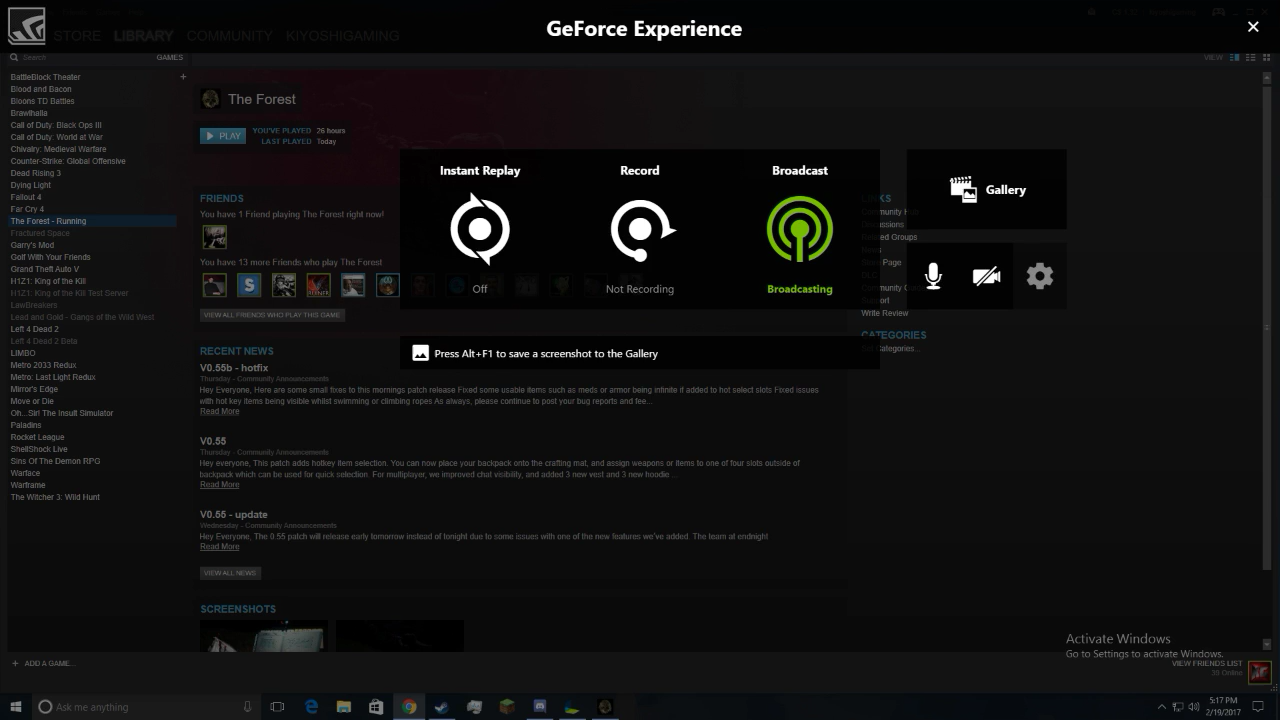 GeForce Experience
STORE LIBRARY COMMUNITY KIYOSHIGAMING
Search GAMES
VIEW
BattleBlock Theater
Blood and Bacon
Bloons TD Battles
Brawlhalla
Call of Duty: Black Ops III
Call of Duty: World at War
Chivalry: Medieval Warfare
Counter-Strike: Global Offensive
Dead Rising 3
Dying Light
Fallout 4
Far Cry 4
The Forest - Running
Fractured Space
Garry's Mod
Golf With Your Friends
Grand Theft Auto V
H1Z1: King of the Kill
H1Z1: King of the Kill Test Server
LawBreakers
Lead and Gold - Gangs of the Wild West
Left 4 Dead 2
Left 4 Dead 2 Beta
LIMBO
Metro 2033 Redux
Metro: Last Light Redux
Mirror's Edge
Move or Die
Oh...Sir! The Insult Simulator
Paladins
Rocket League
ShellShock Live
Sins Of The Demon RPG
Warface
Warframe
The Witcher 3: Wild Hunt
+ ADD A GAME...
The Forest
PLAY
YOU'VE PLAYED 26 hours
LAST PLAYED Today
FRIENDS
You have 1 Friend playing The Forest right now!
You have 13 more Friends who play The Forest
VIEW ALL FRIENDS WHO PLAY THIS GAME
Instant Replay
Off
Record
Not Recording
Broadcast
Broadcasting
Gallery
Press Alt+F1 to save a screenshot to the Gallery
Support
Write Review
CATEGORIES
Categories...
RECENT NEWS
V0.55b - hotfix
Thursday - Community Announcements
Hey Everyone, Here are some small fixes to this mornings patch release Fixed some usable items such as meds or armor being infinite if added to hot select slots Fixed issues
with hot key items being visible whilst swimming or climbing ropes As always, please continue to post your bug reports and fee...
Read More
V0.55
Thursday - Community Announcements
Hey everyone, This patch adds hotkey item selection. You can now place your backpack onto the crafting mat, and assign weapons or items to one of four slots outside of
backpack which can be used for quick selection. For multiplayer, we improved chat visibility, and added 3 new vest and 3 new hoodie ...
Read More
V0.55 - update
Wednesday - Community Announcements
Hey Everyone, The 0.55 patch will release early tomorrow instead of tonight due to some issues with one of the new features we've added. The team at endnight
Read More
VIEW ALL NEWS
SCREENSHOTS
Activate Windows
Go to Settings to activate Windows.
VIEW FRIENDS LIST
39 Online
Ask me anything
5:17 PM
2/19/2017